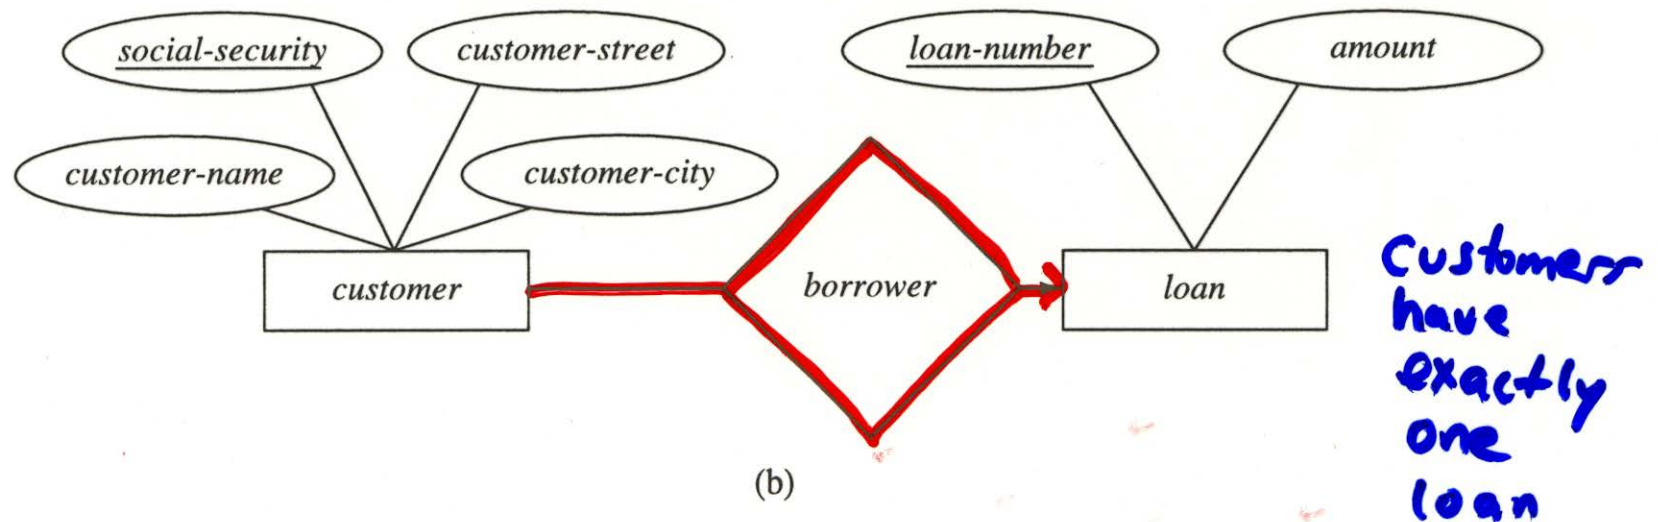 social-security customer-street loan-number amount
customer-name customer-city
customer borrower loan
(b)
Customers
have
exactly
one
loan